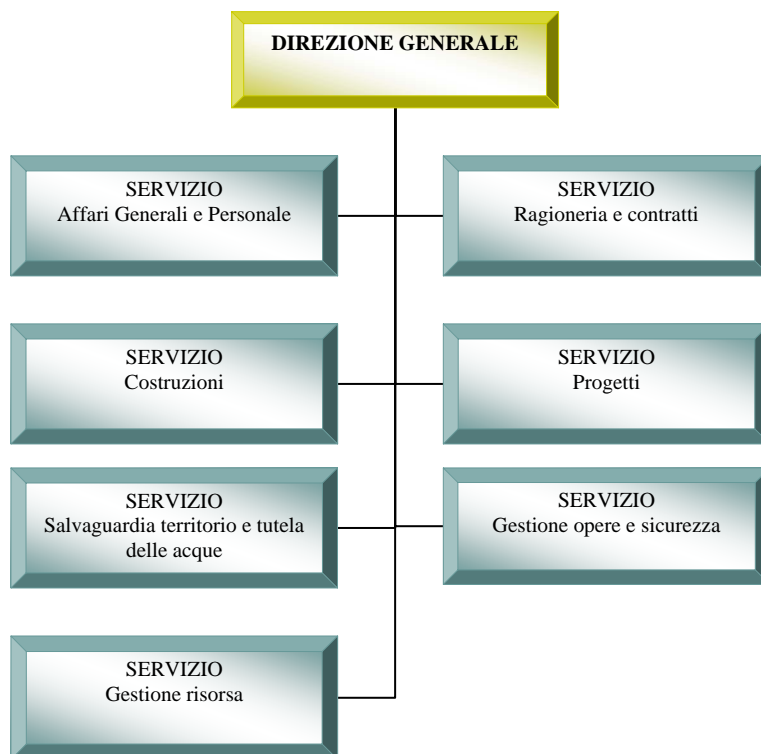 DIREZIONE GENERALE
SERVIZIO
Affari Generali e Personale
SERVIZIO
Ragioneria e contratti
SERVIZIO
Costruzioni
SERVIZIO
Progetti
SERVIZIO
Salvaguardia territorio e tutela
delle acque
SERVIZIO
Gestione opere e sicurezza
SERVIZIO
Gestione risorsa